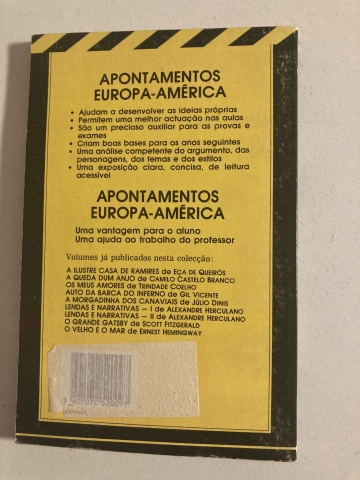 APONTAMENTOS
EUROPA-AMÉRICA
• Ajudam a desenvolver as ideias próprias
• Permitem uma melhor actuação nas aulas
• São um precioso auxiliar para as provas e
exames
• Criam boas bases para os anos seguintes
• Uma análise competente do argumento, das
personagens, dos temas e dos estilos
• Uma exposição clara, concisa, de leitura
acessível
APONTAMENTOS
EUROPA-AMÉRICA
Uma vantagem para o aluno
Uma ajuda ao trabalho do professor
Volumes já publicados nesta colecção:
A ILUSTRE CASA DE RAMIRES de EÇA DE QUEIRÓS
A QUEDA DUM ANJO de CAMILO CASTELO BRANCO
OS MEUS AMORES de TRINDADE COELHO
AUTO DA BARCA DO INFERNO de GIL VICENTE
A MORGADINHA DOS CANAVIAIS de JÚLIO DINIS
LENDAS E NARRATIVAS — I de ALEXANDRE HERCULANO
LENDAS E NARRATIVAS — II de ALEXANDRE HERCULANO
O GRANDE GATSBY de SCOTT FITZGERALD
O VELHO E O MAR de ERNEST HEMINGWAY